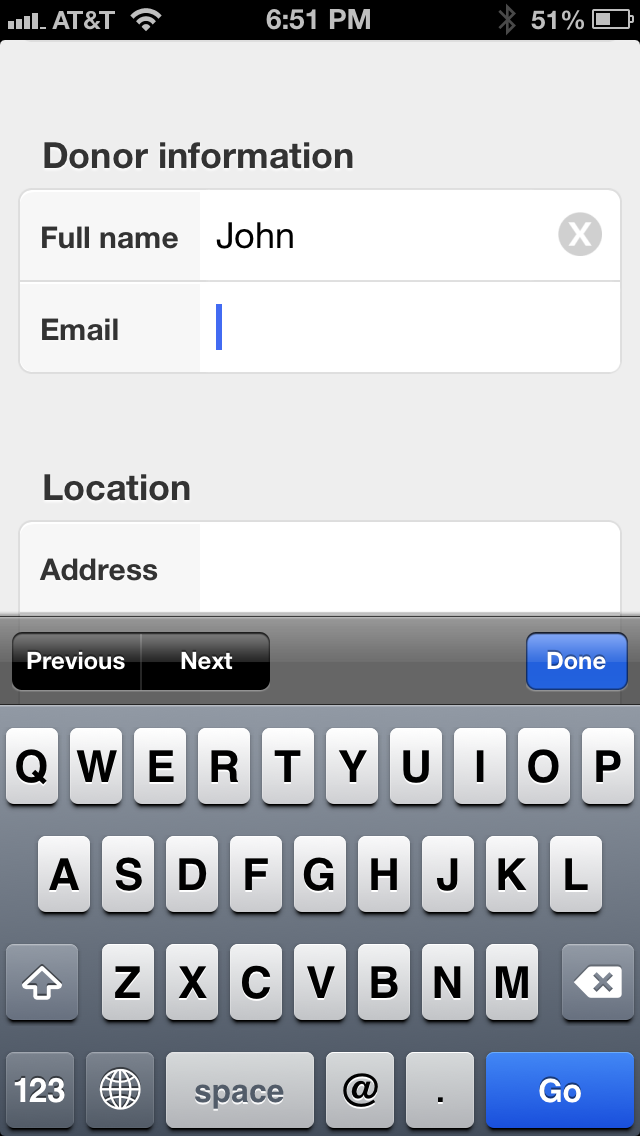 AT&T 6:51 PM 51%
Donor information
Full name John X
Email
Location
Address
Previous Next Done
Q W E R T Y U I O P
A S D F G H J K L
Z X C V B N M
123 space @ . Go